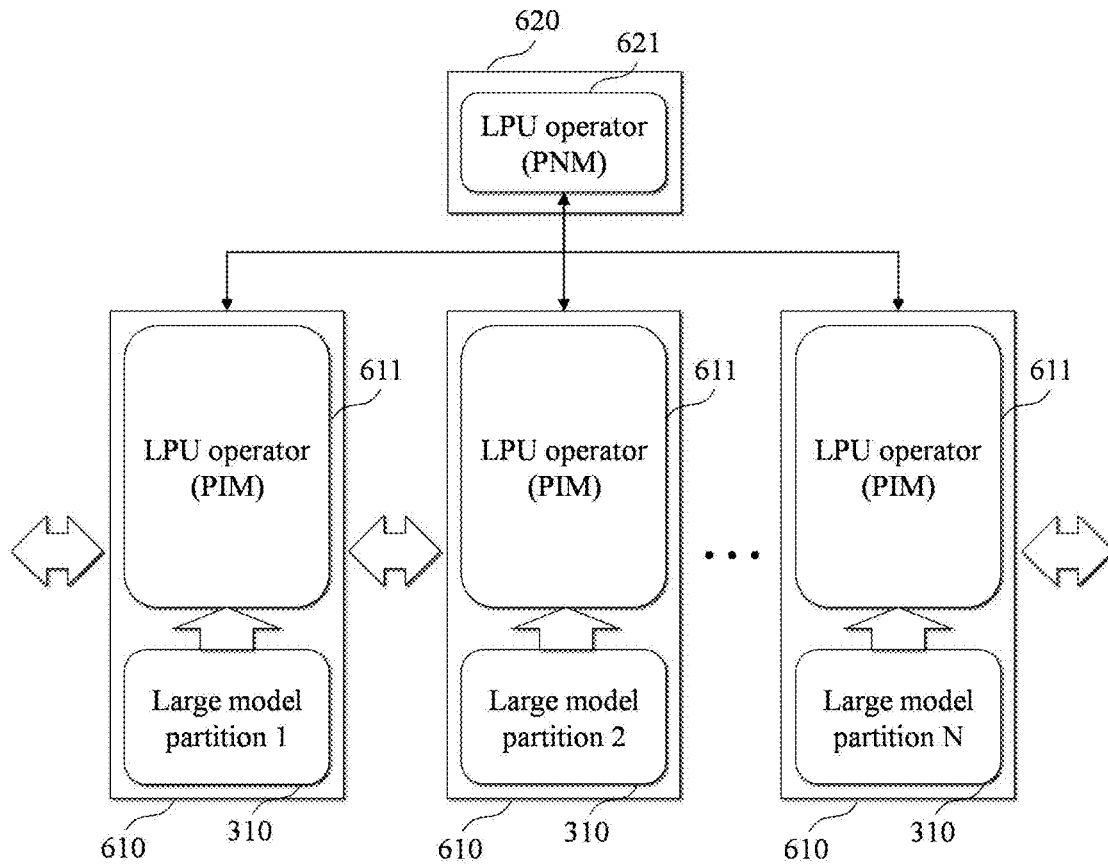 620
621
LPU operator
(PNM)
611
611
611
LPU operator
(PIM)
LPU operator
(PIM)
LPU operator
(PIM)
• • •
Large model
partition 1
Large model
partition 2
Large model
partition N
610
310
610
310
610
310